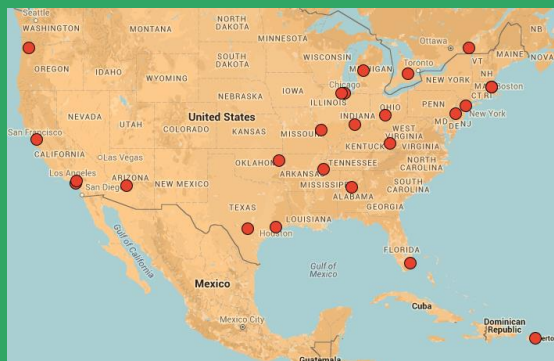 Seattle
WASHINGTON
MONTANA
NORTH
DAKOTA
MINNESOTA
Ottawa
MAINE
NB
NOVA
OREGON
IDAHO
WYOMING
SOUTH
DAKOTA
WISCONSIN
Toronto
VT
NH
NEW YORK
MA
Boston
CT
RI
IOWA
Chicago
NEBRASKA
ILLINOIS
INDIANA
OHIO
PENN
New York
NJ
MD
DE
NEVADA
UTAH
COLORADO
United States
KANSAS
MISSOURI
WEST
VIRGINIA
VIRGINIA
San Francisco
CALIFORNIA
Las Vegas
Los Angeles
San Diego
ARIZONA
NEW MEXICO
TENNESSEE
NORTH
CAROLINA
SOUTH
CAROLINA
MISSISSIPPI
ALABAMA
GEORGIA
TEXAS
LOUISIANA
Houston
FLORIDA
Gulf of
California
Gulf of
Mexico
Mexico
Mexico City
Cuba
Dominican
Republic
Guatemala